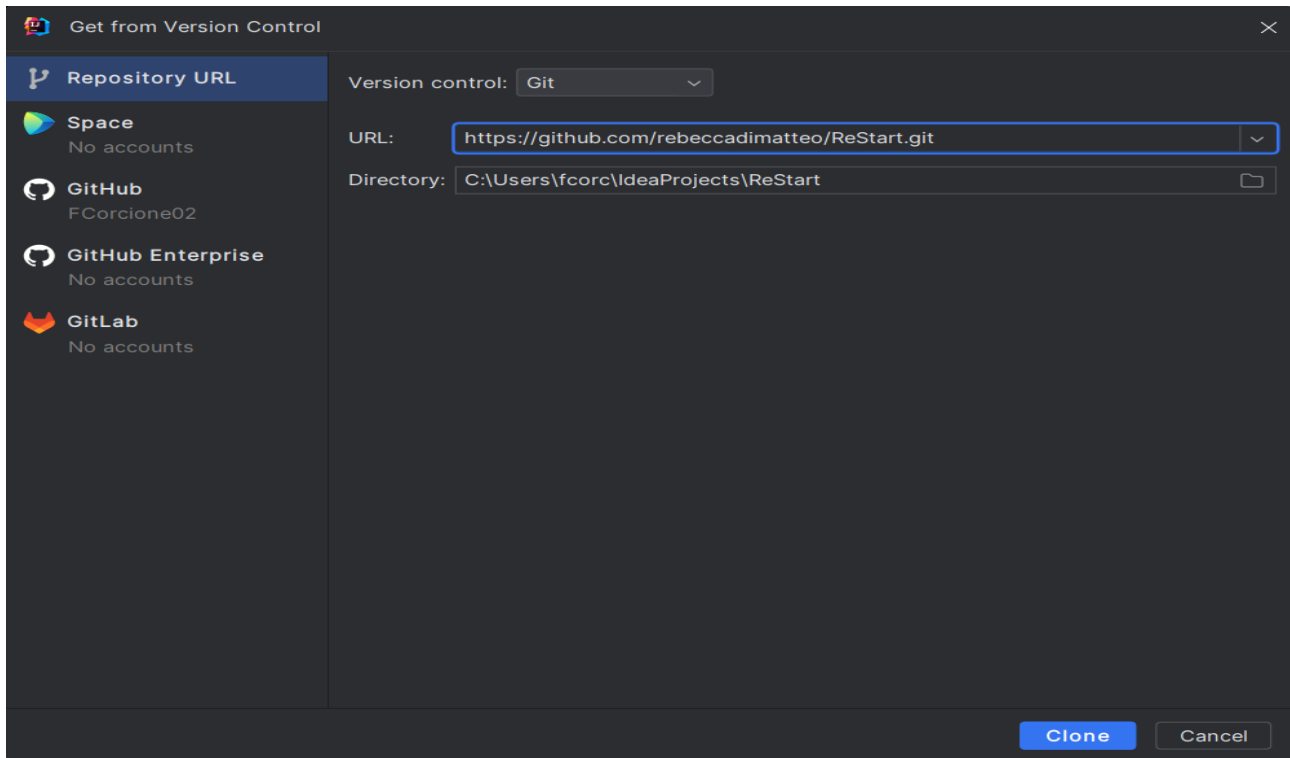 Get from Version Control
Repository URL
Space
No accounts
GitHub
FCorcione02
GitHub Enterprise
No accounts
GitLab
No accounts
Version control: Git
URL: https://github.com/rebeccadimatteo/ReStart.git
Directory: C:\Users\fcorc\IdeaProjects\ReStart
Clone Cancel